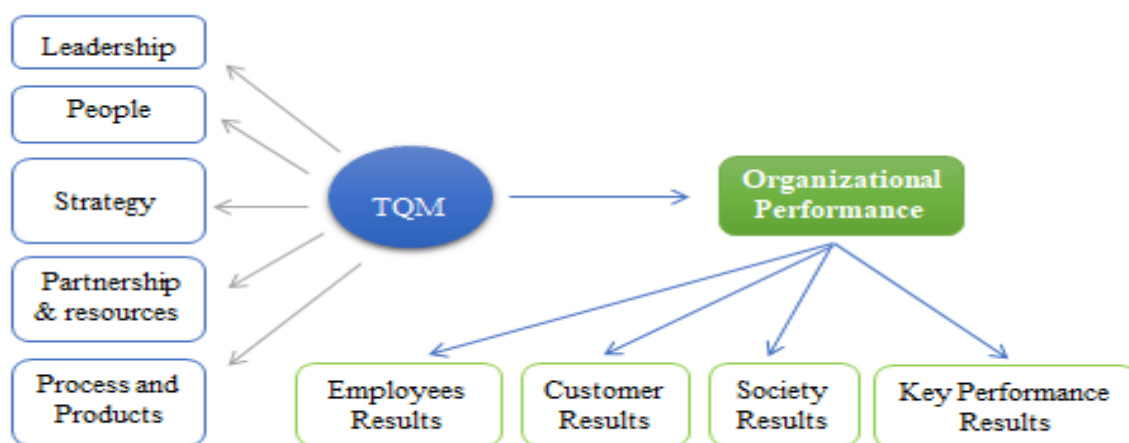 Leadership
People
Strategy
Partnership
& resources
Process and
Products
TQM
Organizational
Performance
Employees
Results
Customer
Results
Society
Results
Key Performance
Results